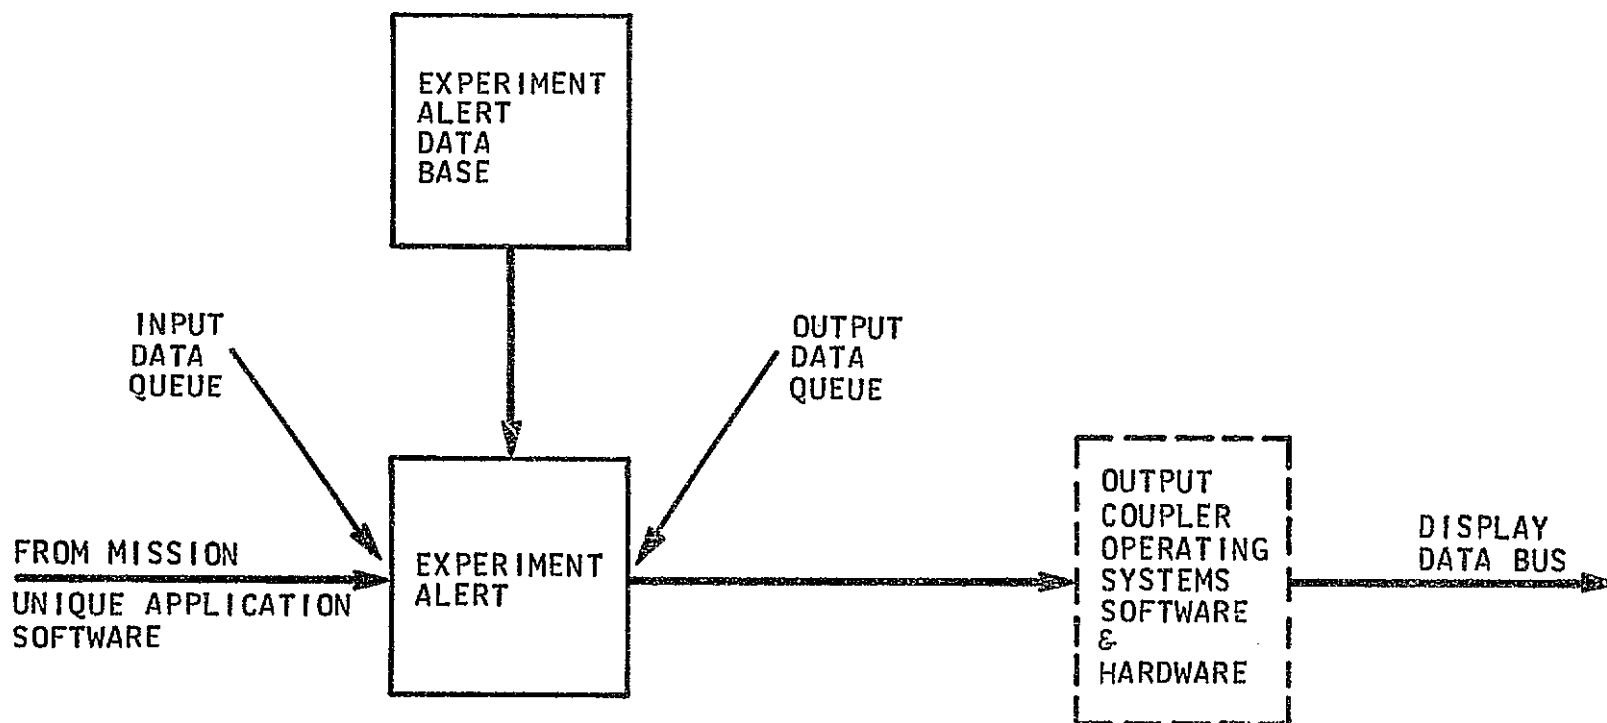 EXPERIMENT
ALERT
DATA
BASE
INPUT
DATA
QUEUE
OUTPUT
DATA
QUEUE
FROM MISSION
UNIQUE APPLICATION
SOFTWARE
EXPERIMENT
ALERT
OUTPUT
COUPLER
OPERATING
SYSTEMS
SOFTWARE
&
HARDWARE
DISPLAY
DATA BUS